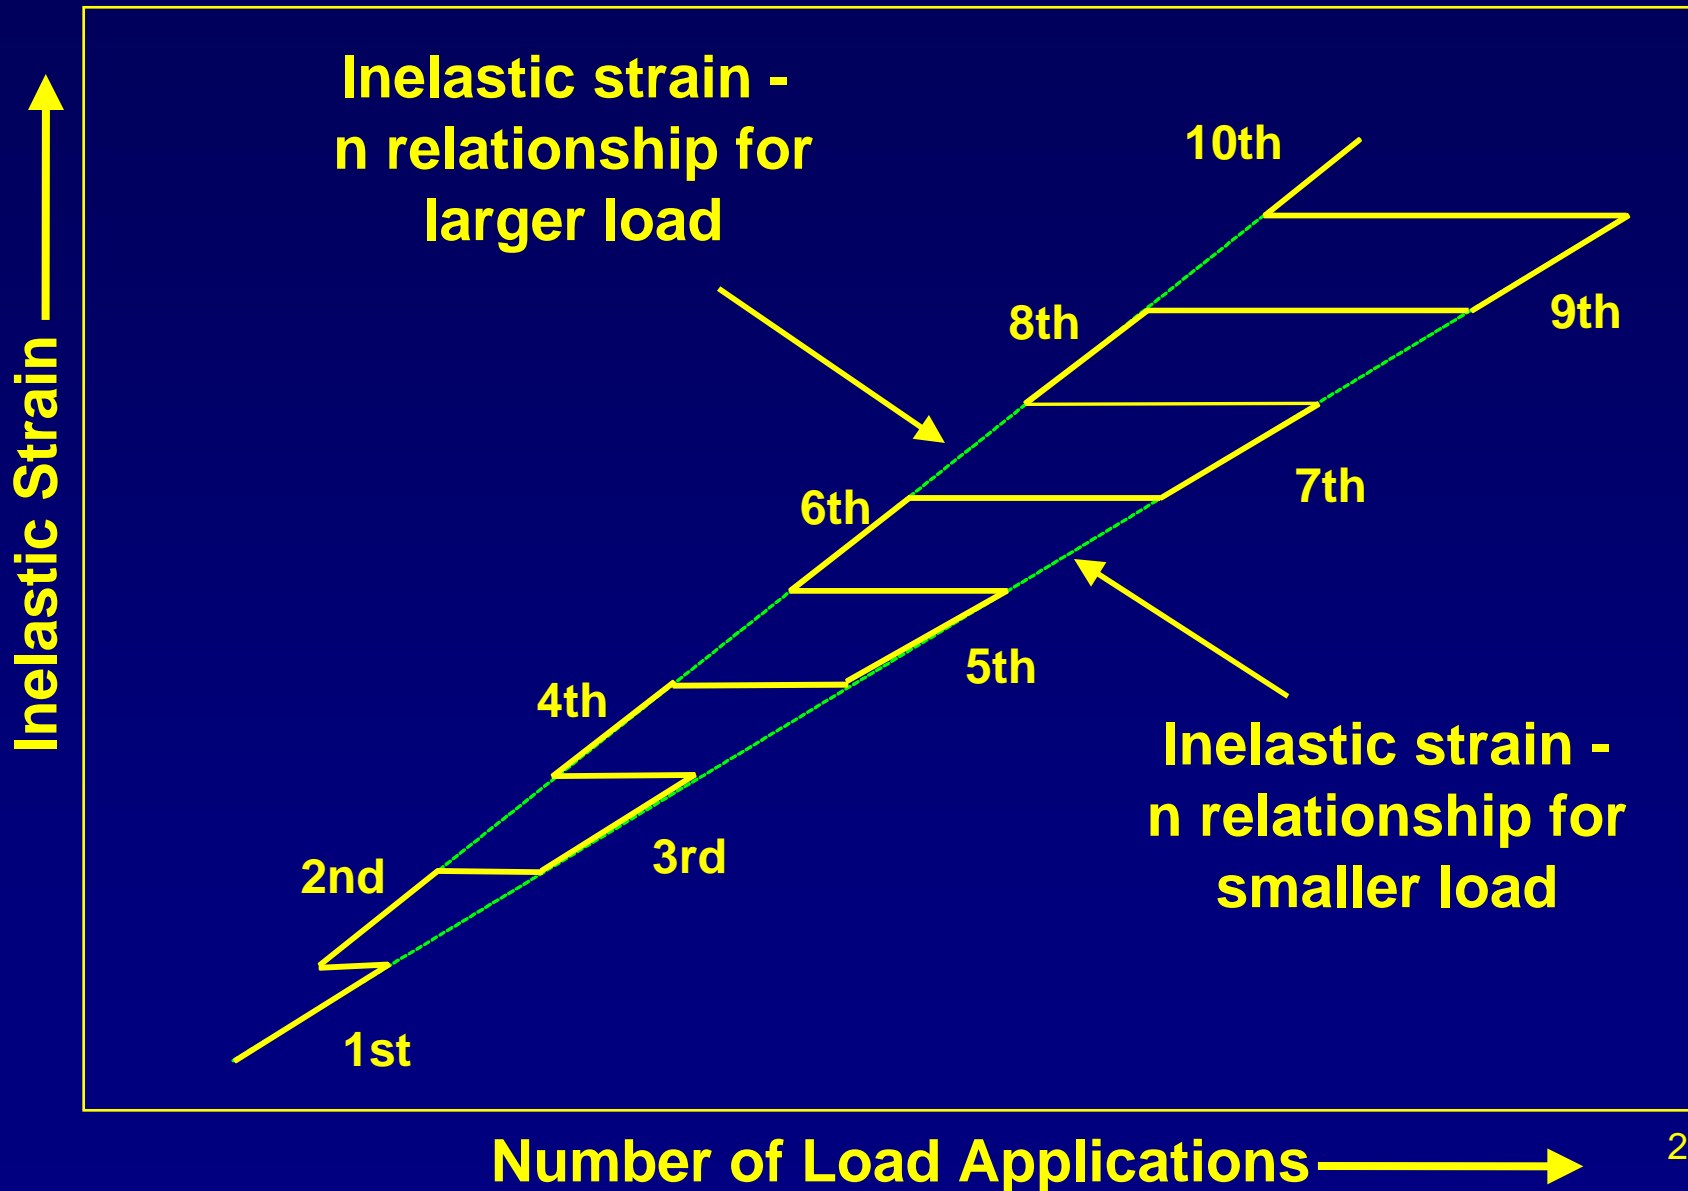 Inelastic strain -
n relationship for
larger load
10th
9th
8th
7th
6th
5th
4th
3rd
2nd
1st
Inelastic strain -
n relationship for
smaller load
Inelastic Strain
Number of Load Applications
2